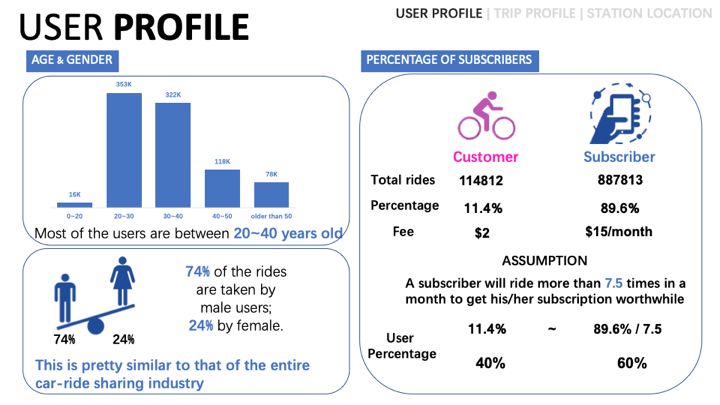 USER PROFILE
USER PROFILE | TRIP PROFILE | STATION LOCATION
AGE & GENDER
353K
322K
118K
78K
16K
0~20 20~30 30~40 40~50 older than 50
Most of the users are between 20~40 years old
74% of the rides
are taken by
male users;
24% by female.
74% 24%
This is pretty similar to that of the entire
car-ride sharing industry
PERCENTAGE OF SUBSCRIBERS
Customer Subscriber
Total rides 114812 887813
Percentage 11.4% 89.6%
Fee $2 $15/month
ASSUMPTION
A subscriber will ride more than 7.5 times in a
month to get his/her subscription worthwhile
User
Percentage
11.4% ~ 89.6% / 7.5
40% 60%